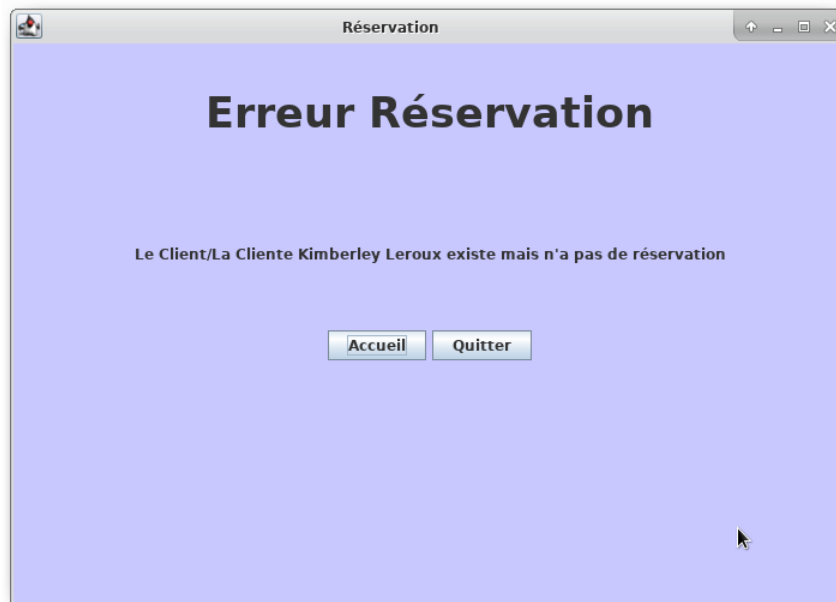 Réservation
Erreur Réservation
Le Client/La Cliente Kimberley Leroux existe mais n'a pas de réservation
Accueil Quitter